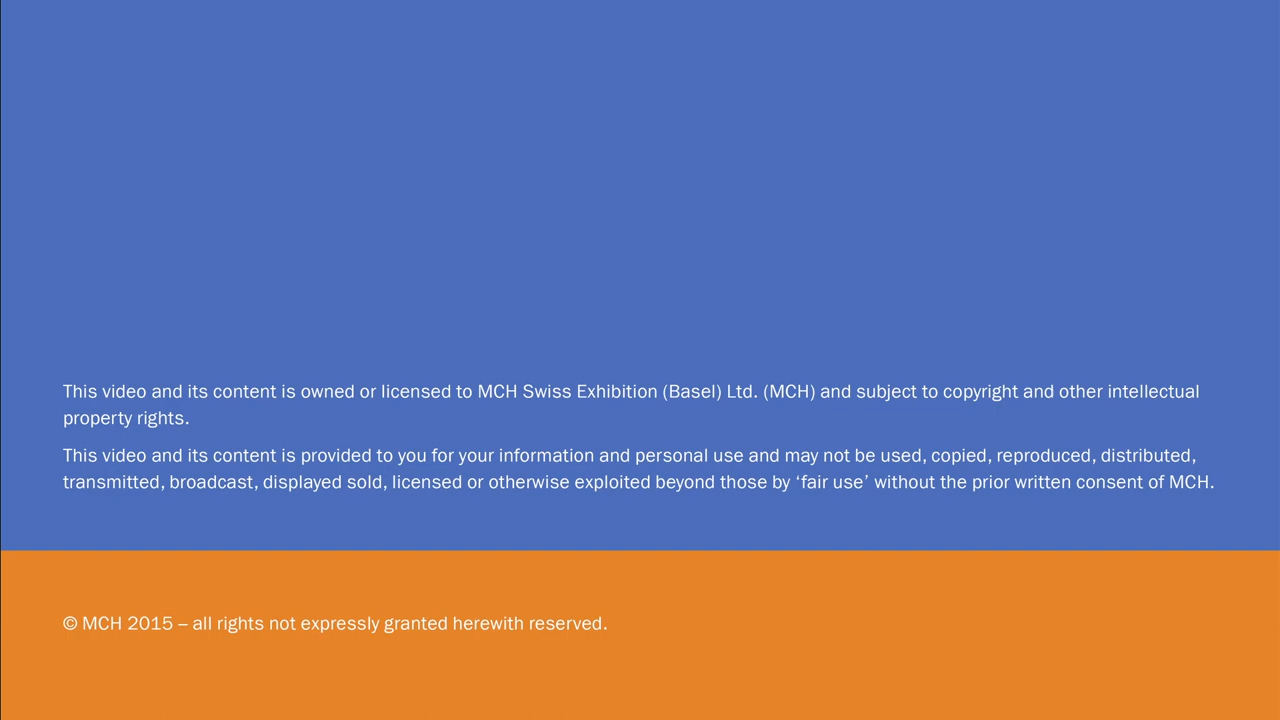 This video and its content is owned or licensed to MCH Swiss Exhibition (Basel) Ltd. (MCH) and subject to copyright and other intellectual
property rights.
This video and its content is provided to you for your information and personal use and may not be used, copied, reproduced, distributed,
transmitted, broadcast, displayed sold, licensed or otherwise exploited beyond those by ‘fair use’ without the prior written consent of MCH.
© MCH 2015 – all rights not expressly granted herewith reserved.